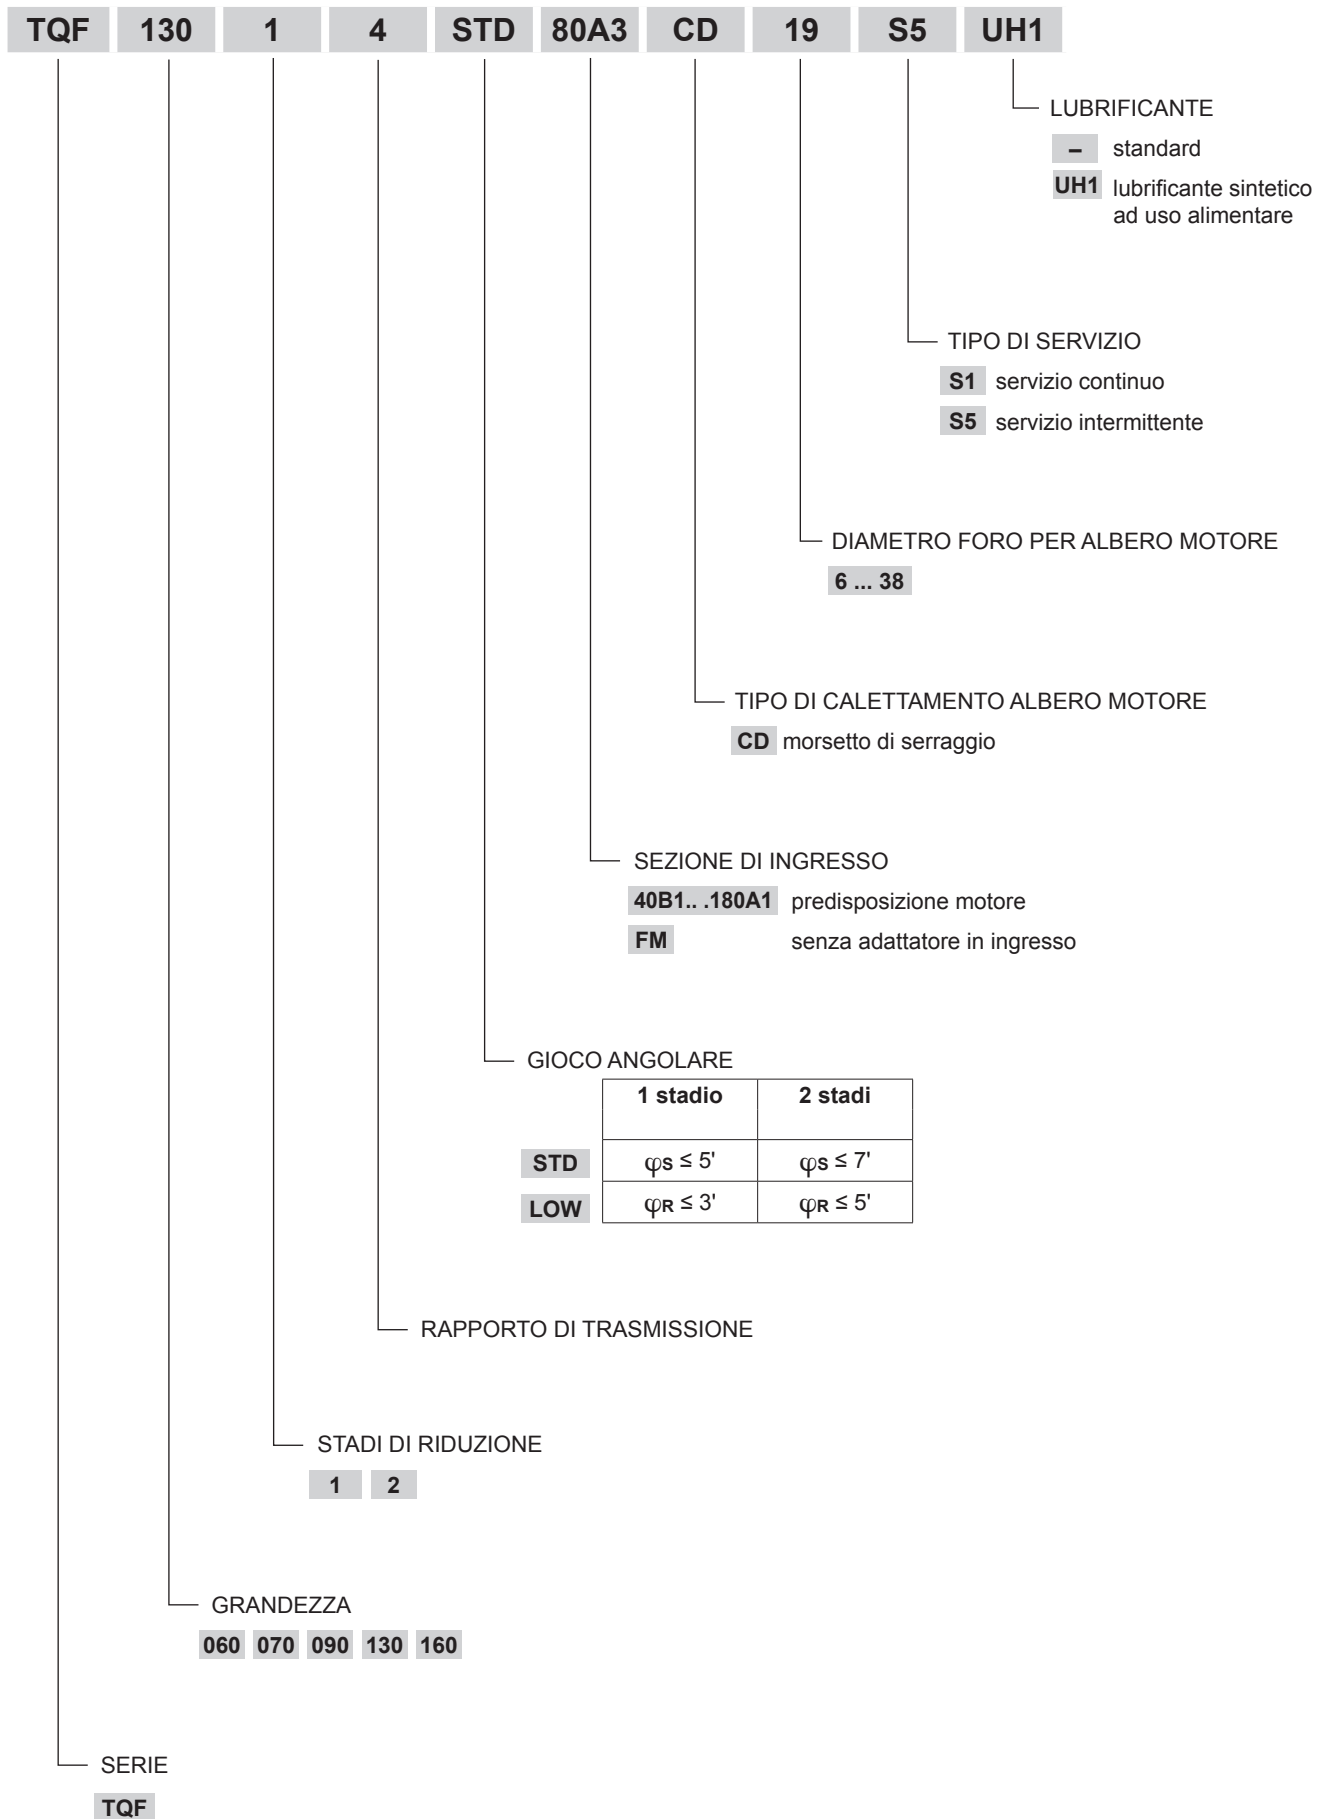 TQF 130 1 4 STD 80A3 CD 19 S5 UH1
LUBRIFICANTE
– standard
UH1 lubrificante sintetico
ad uso alimentare
TIPO DI SERVIZIO
S1 servizio continuo
S5 servizio intermittente
DIAMETRO FORO PER ALBERO MOTORE
6 ... 38
TIPO DI CALETTAMENTO ALBERO MOTORE
CD morsetto di serraggio
SEZIONE DI INGRESSO
40B1.. .180A1 predisposizione motore
FM senza adattatore in ingresso
GIOCO ANGOLARE
1 stadio 2 stadi
STD φS ≤ 5' φS ≤ 7'
LOW φR ≤ 3' φR ≤ 5'
RAPPORTO DI TRASMISSIONE
STADI DI RIDUZIONE
1 2
GRANDEZZA
060 070 090 130 160
SERIE
TQF